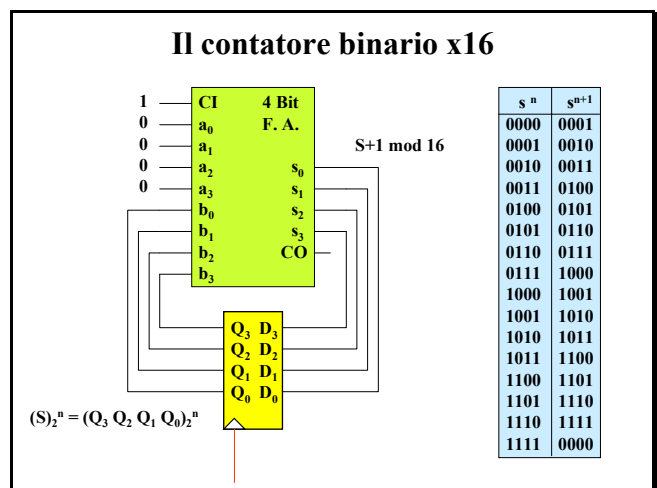 Il contatore binario x16
1 CI 4 Bit
0 a0 F. A.
0 a1 S+1 mod 16
0 a2 s0
0 a3 s1
b0 s2
b1 s3
b2 CO
b3
Q3 D3
Q2 D2
Q1 D1
Q0 D0
(S)2^n = (Q3 Q2 Q1 Q0)2^n
s^n s^n+1
0000 0001
0001 0010
0010 0011
0011 0100
0100 0101
0101 0110
0110 0111
0111 1000
1000 1001
1001 1010
1010 1011
1011 1100
1100 1101
1101 1110
1110 1111
1111 0000